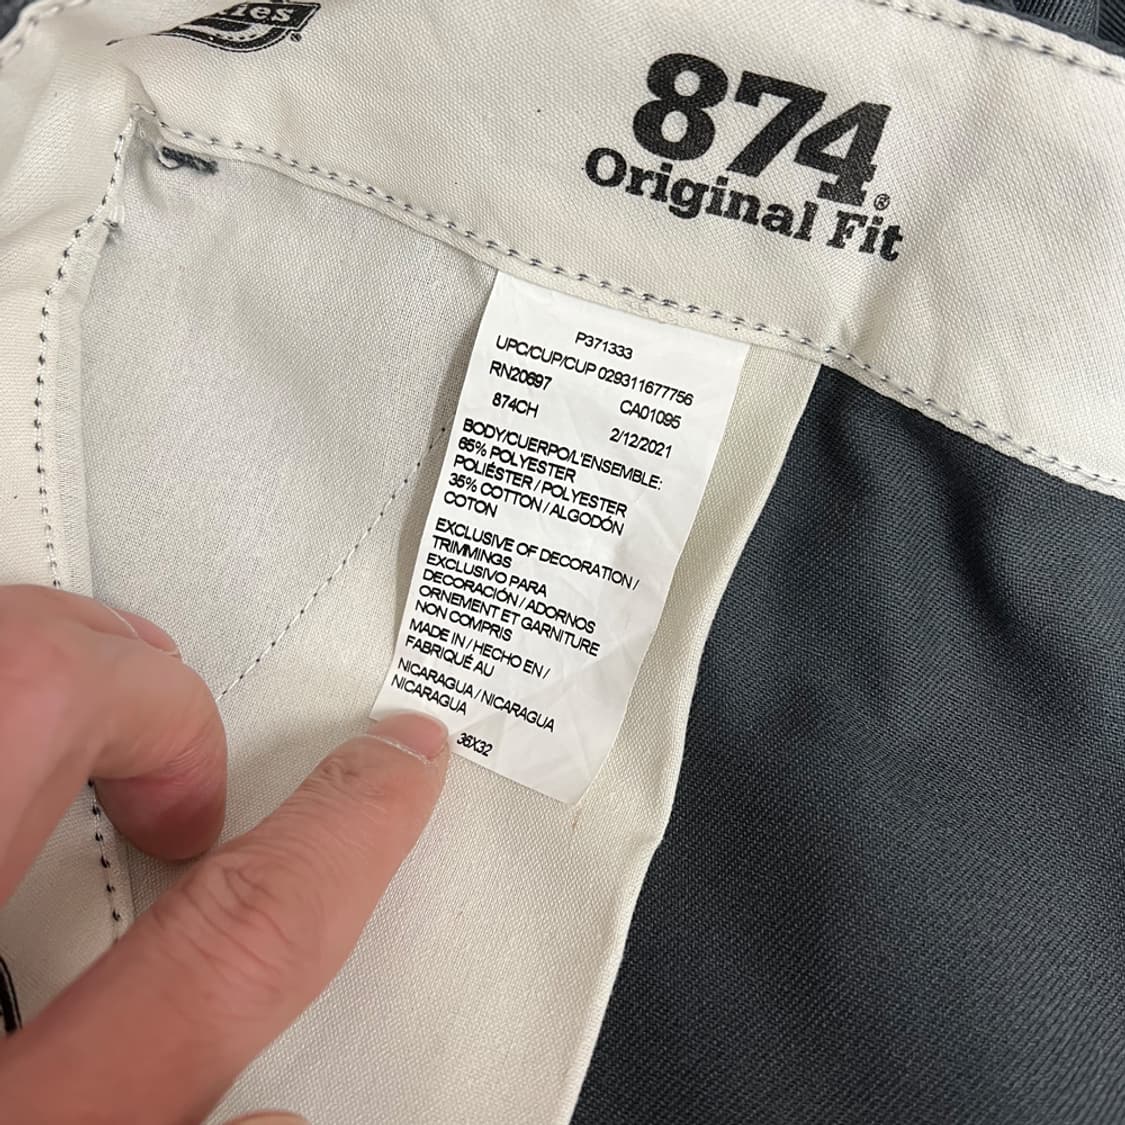 ies
®
874®
Original Fit
P371333
UPC/CUP/CUP 029311677756
RN20697 CA01095
874CH 2/12/2021
BODY/CUERPO/L'ENSEMBLE:
65% POLYESTER
POLIÉSTER / POLYESTER
35% COTTON / ALGODÓN
COTON
EXCLUSIVE OF DECORATION /
TRIMMINGS
EXCLUSIVO PARA
DECORACIÓN / ADORNOS
ORNEMENT ET GARNITURE
NON COMPRIS
MADE IN / HECHO EN /
FABRIQUÉ AU
NICARAGUA / NICARAGUA
NICARAGUA
36X32